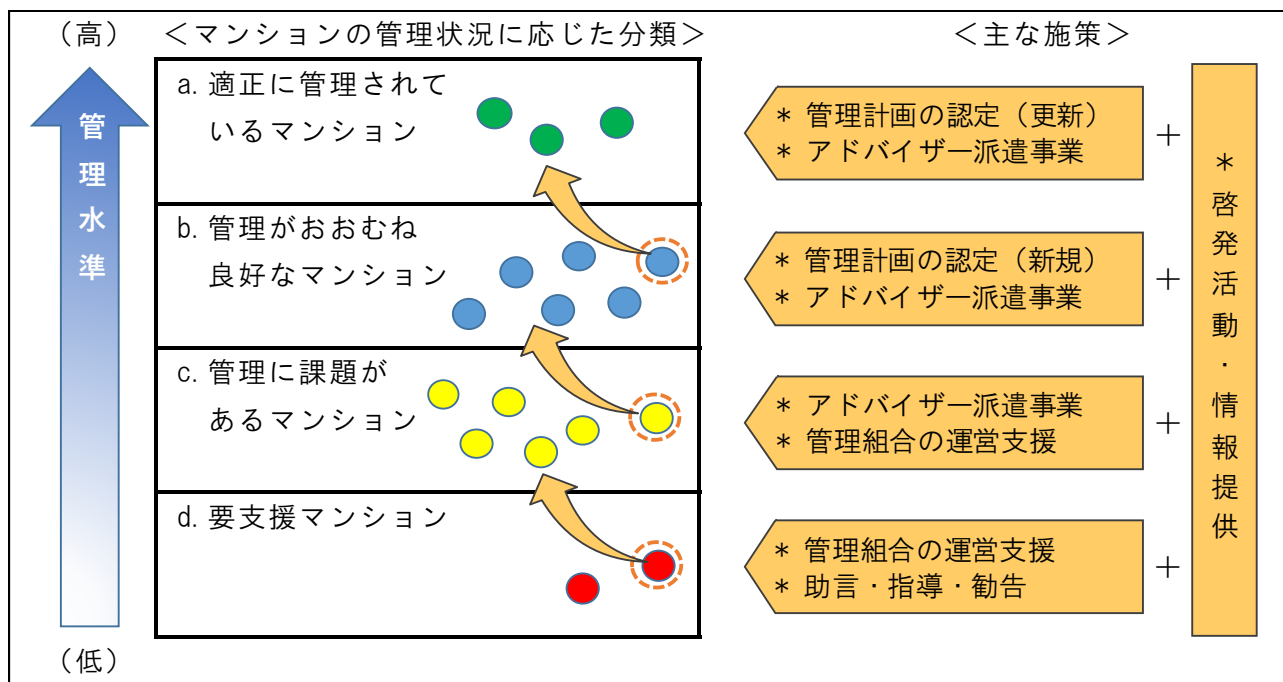 (高)
<マンションの管理状況に応じた分類>
<主な施策>
管理水準
a. 適正に管理されて
いるマンション
* 管理計画の認定(更新)
* アドバイザー派遣事業
+
b. 管理がおおむね
良好なマンション
* 管理計画の認定(新規)
* アドバイザー派遣事業
+
c. 管理に課題が
あるマンション
* アドバイザー派遣事業
* 管理組合の運営支援
+
d. 要支援マンション
* 管理組合の運営支援
* 助言・指導・勧告
+
*啓発活動・情報提供
(低)